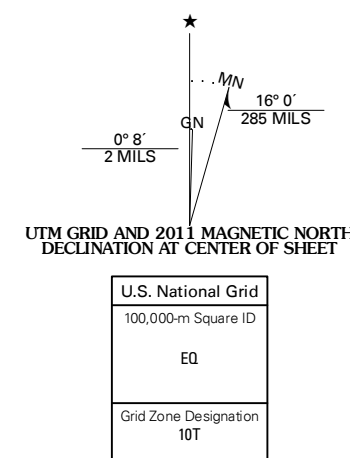 MN
GN
16° 0´
285 MILS
0° 8´
2 MILS
UTM GRID AND 2011 MAGNETIC NORTH
DECLINATION AT CENTER OF SHEET
U.S. National Grid
100,000-m Square ID
EQ
Grid Zone Designation
10T